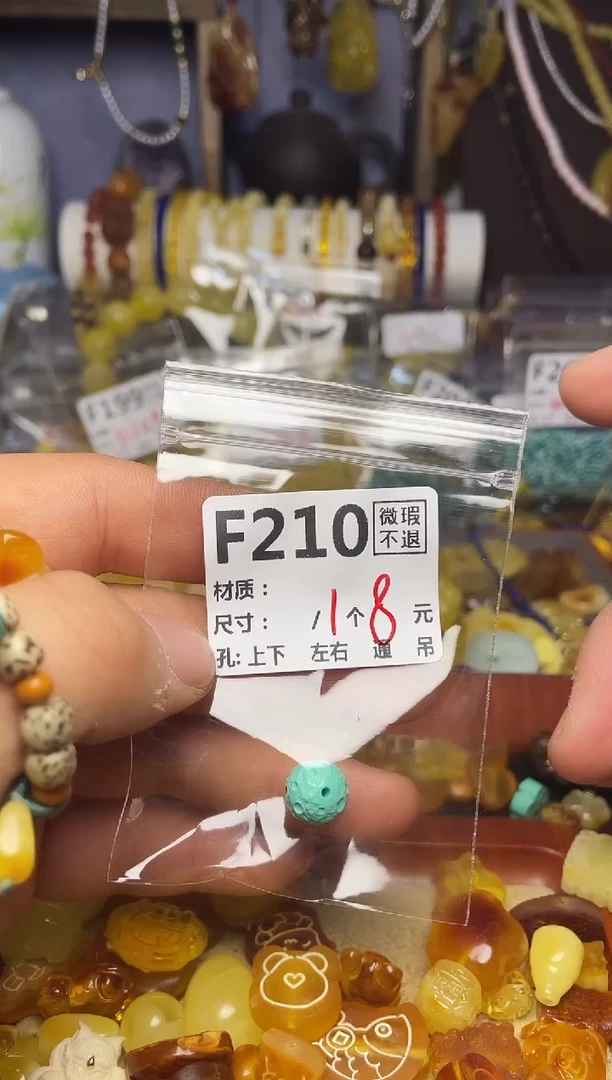 F199
F210 微瑕
不退
材质：
尺寸： /1个8元
孔: 上下 左右 通 吊